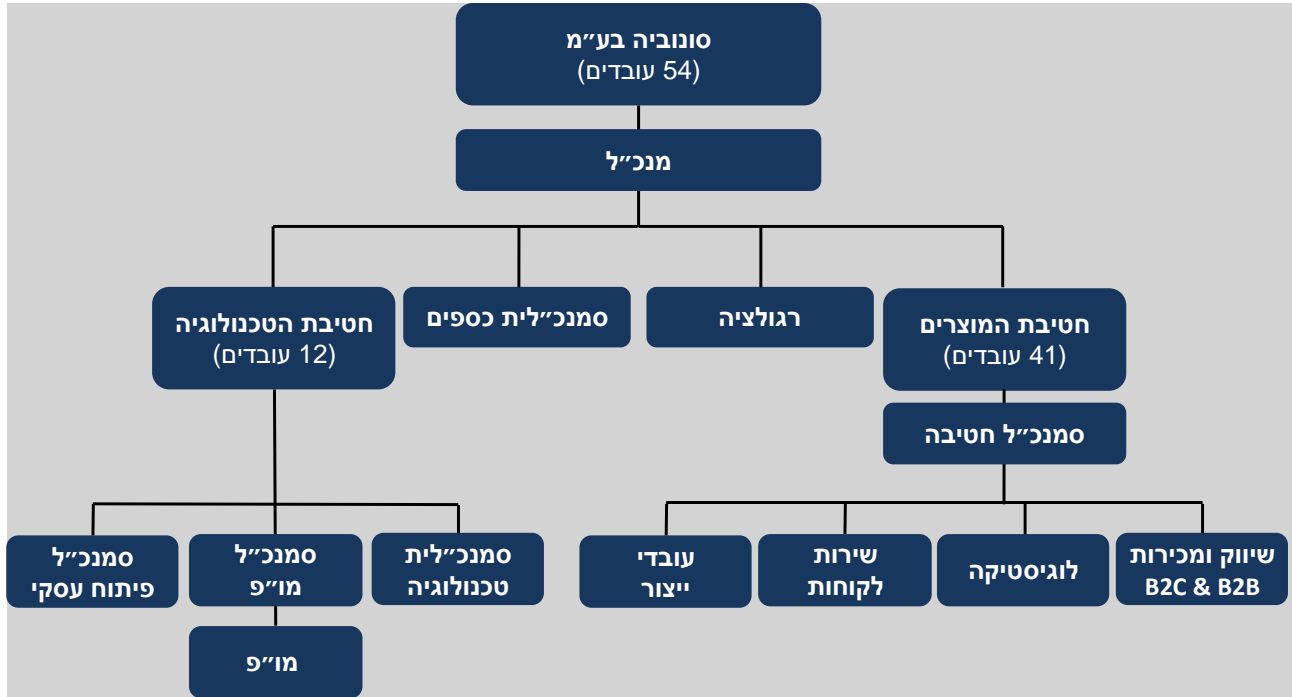 סונוביה בע״מ
(54 עובדים)
מנכ״ל
חטיבת המוצרים
(41 עובדים)
רגולציה
סמנכ״לית כספים
חטיבת הטכנולוגיה
(12 עובדים)
סמנכ״ל חטיבה
שיווק ומכירות
B2C & B2B
לוגיסטיקה
שירות
לקוחות
עובדי
ייצור
סמנכ״לית
טכנולוגיה
סמנכ״ל
מו״פ
סמנכ״ל
פיתוח עסקי
מו״פ